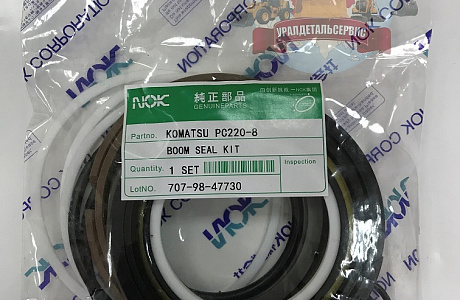 УРАЛДЕТАЛЬСЕРВИС
NOK CORPORATION
NOK 純正部品
GENUINE PARTS
Partno. KOMATSU PC220-8
BOOM SEAL KIT
Quantity. 1 SET Inspection
LotNO. 707-98-47730
NOK
NOK CORPORATION